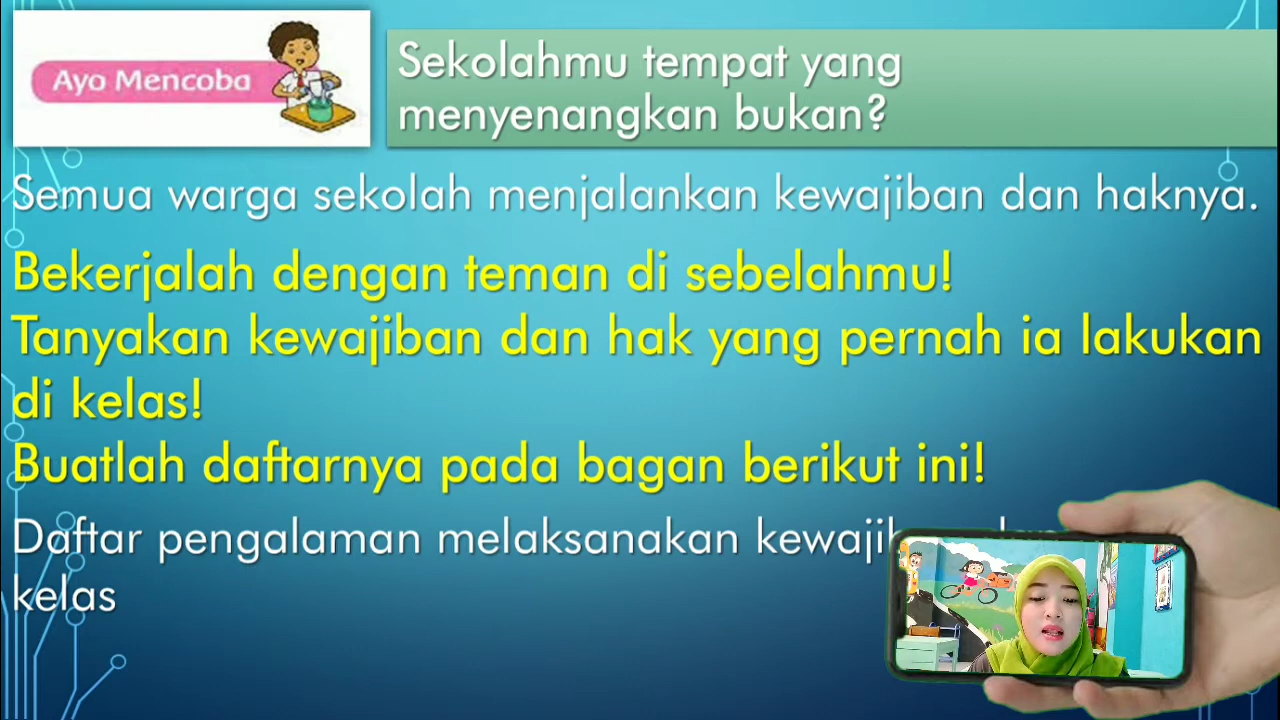 Ayo Mencoba
Sekolahmu tempat yang
menyenangkan bukan?
Semua warga sekolah menjalankan kewajiban dan haknya.
Bekerjalah dengan teman di sebelahmu!
Tanyakan kewajiban dan hak yang pernah ia lakukan
di kelas!
Buatlah daftarnya pada bagan berikut ini!
Daftar pengalaman melaksanakan
kelas